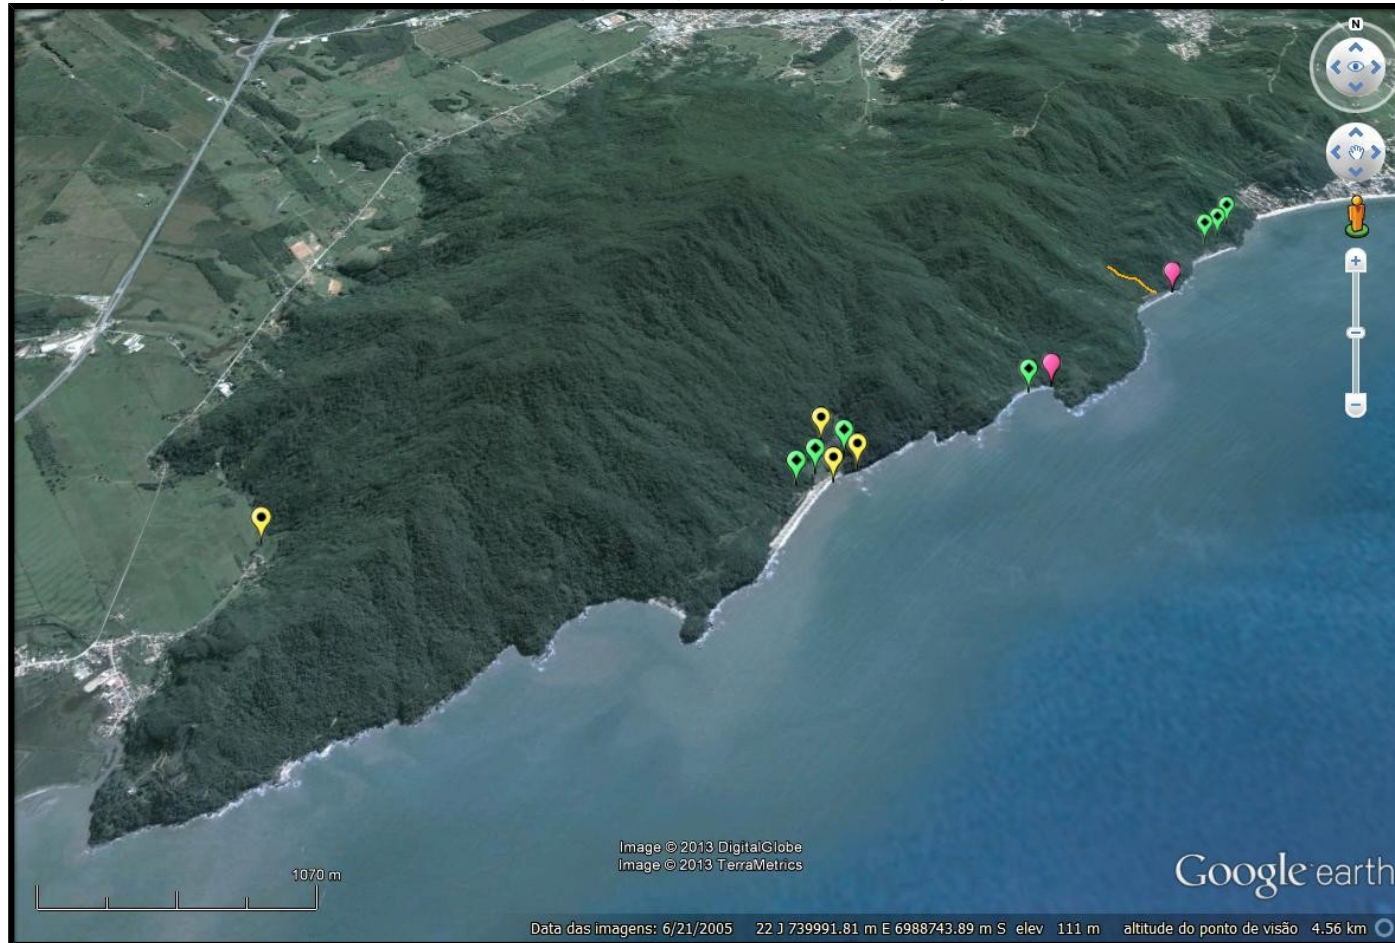 N
1070 m
Image © 2013 DigitalGlobe
Image © 2013 TerraMetrics
Google earth
Data das imagens: 6/21/2005 22 J 739991.81 m E 6988743.89 m S elev 111 m altitude do ponto de visão 4.56 km